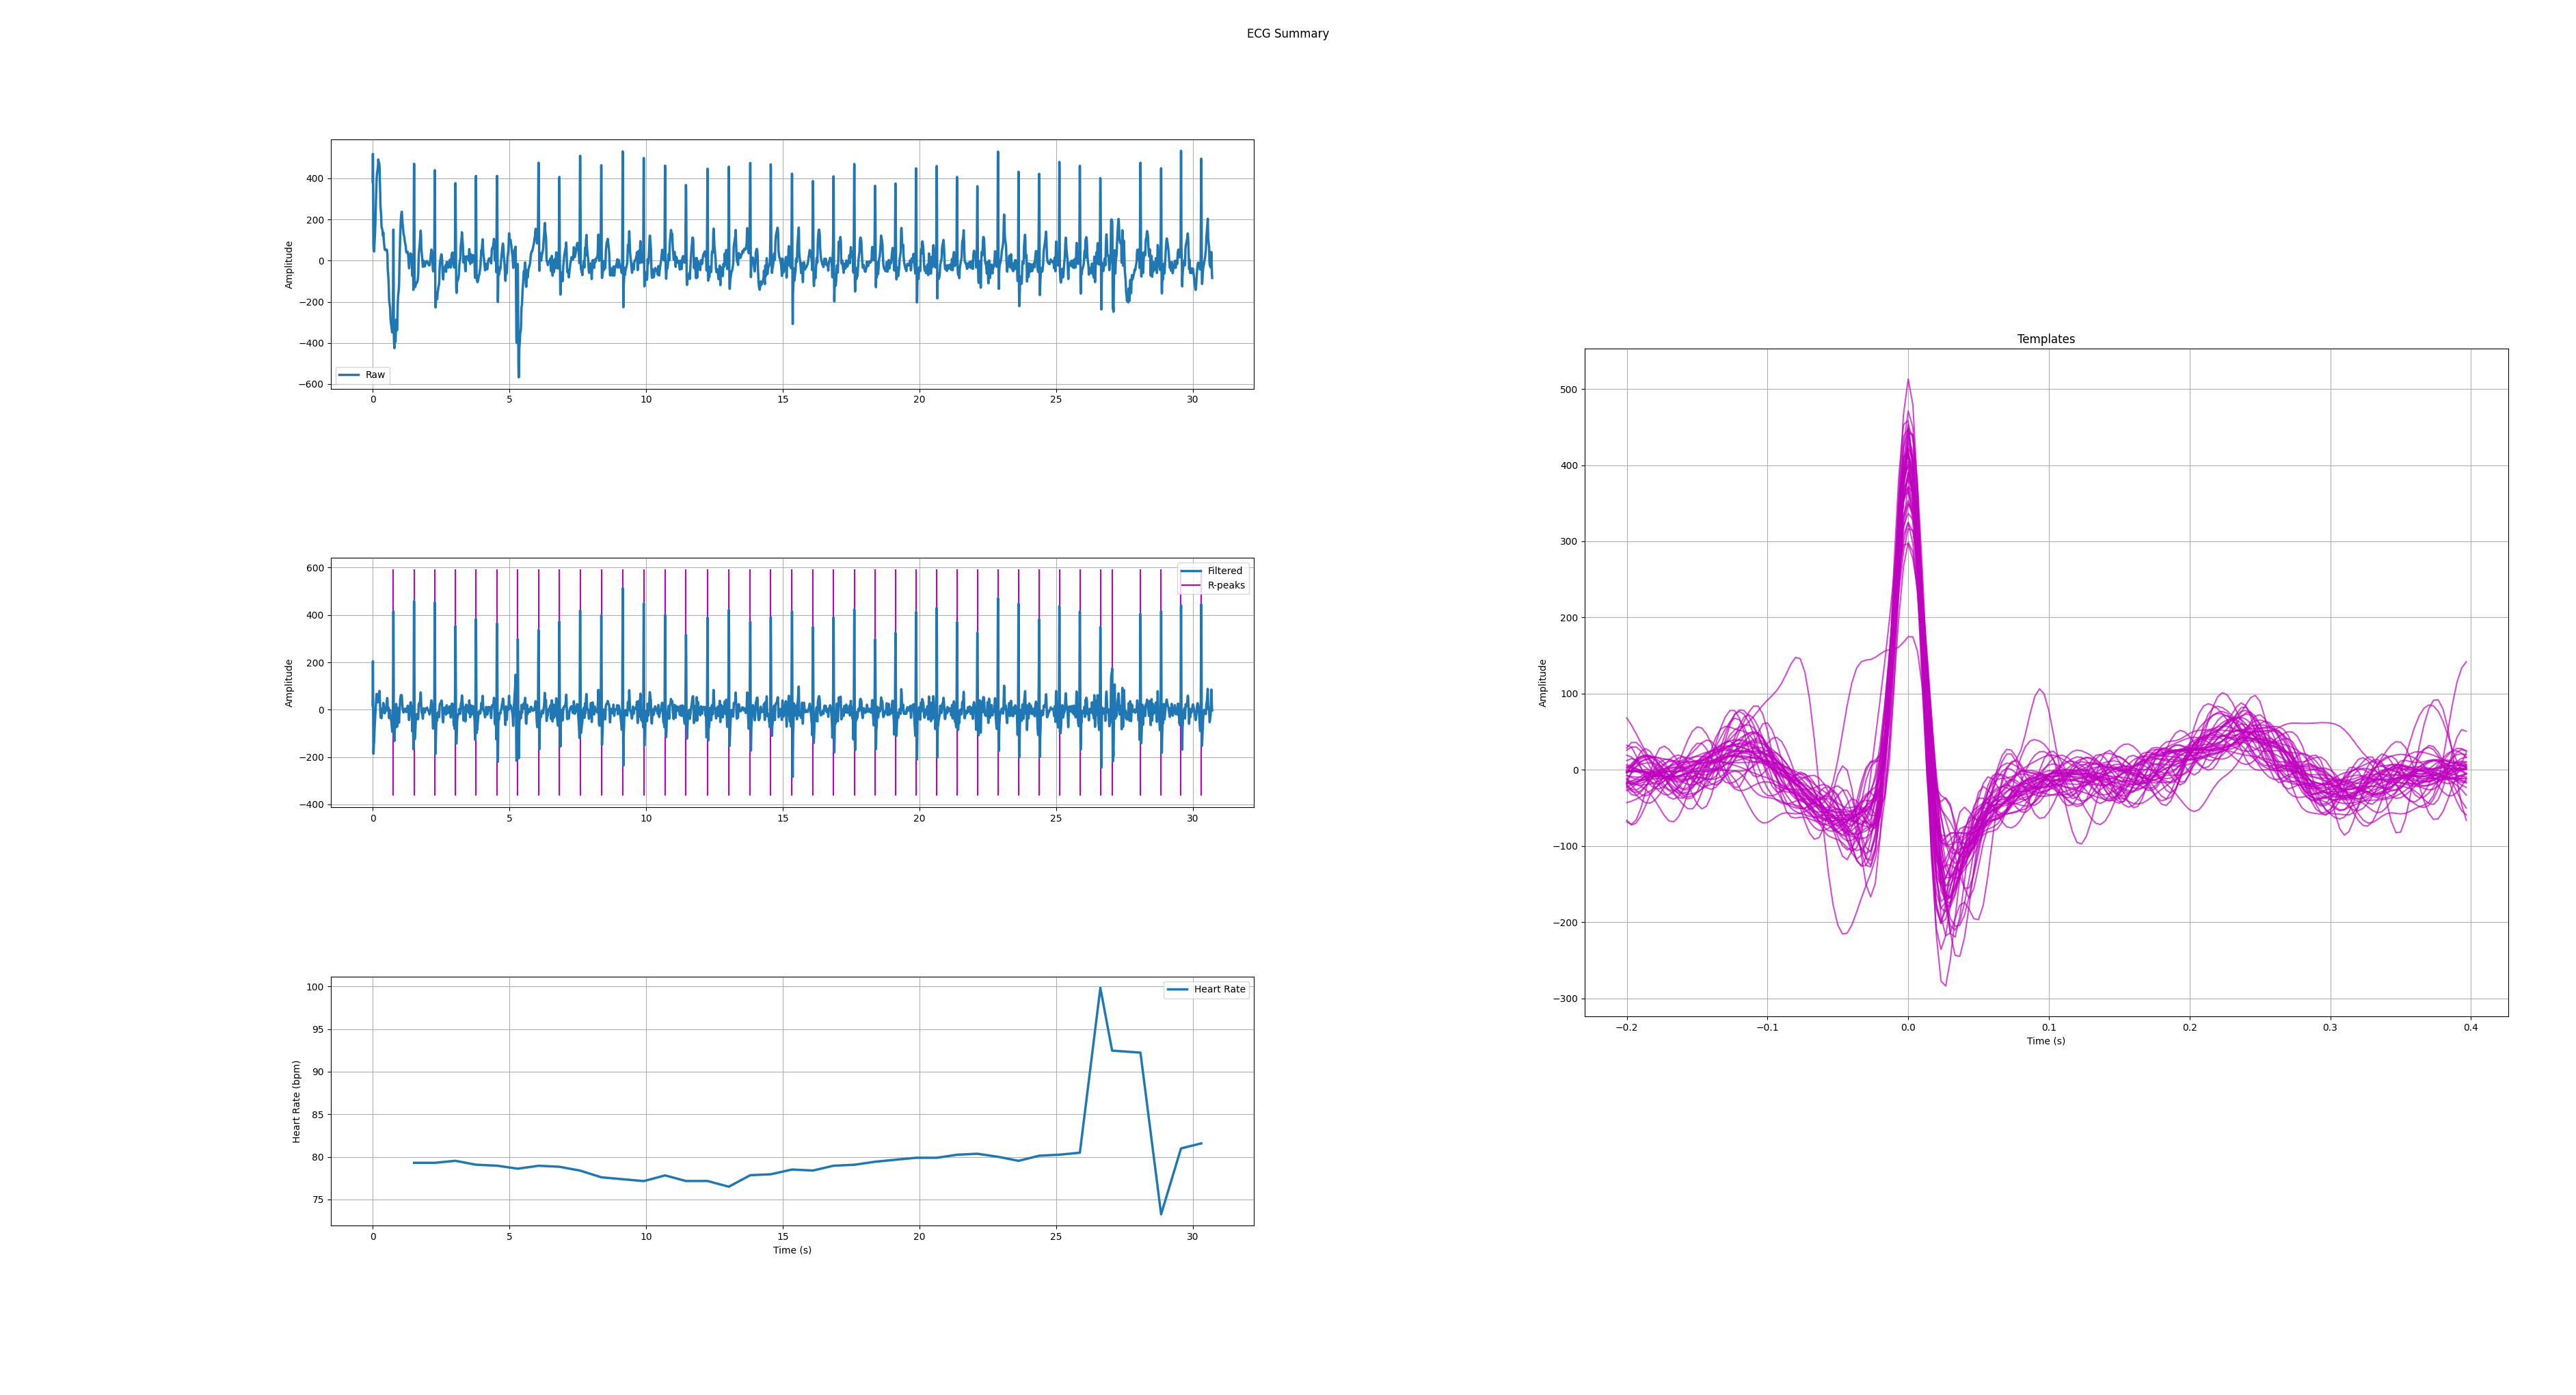 ECG Summary
Amplitude
400
200
0
−200
−400
−600
Raw
0 5 10 15 20 25 30
Amplitude
600
400
200
0
−200
−400
Filtered
R-peaks
0 5 10 15 20 25 30
Heart Rate (bpm)
100
95
90
85
80
75
Heart Rate
0 5 10 15 20 25 30
Time (s)
Templates
Amplitude
500
400
300
200
100
0
−100
−200
−300
−0.2 −0.1 0.0 0.1 0.2 0.3 0.4
Time (s)